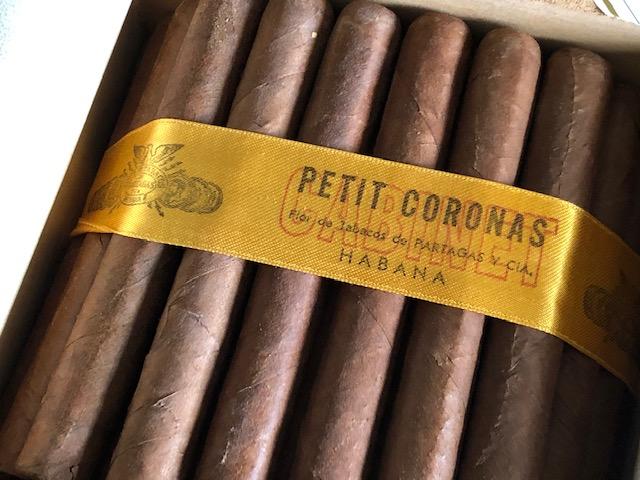 PETIT CORONAS
CABINET
Flor de Tabacos de PARTAGAS Y CIA.
HABANA